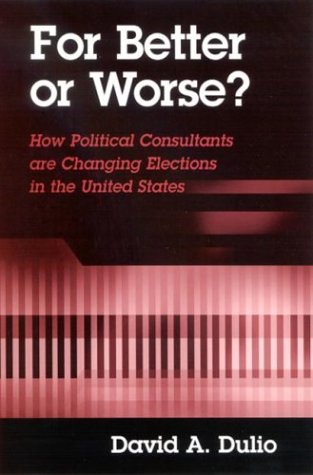 For Better
or Worse?
How Political Consultants
are Changing Elections
in the United States
David A. Dulio